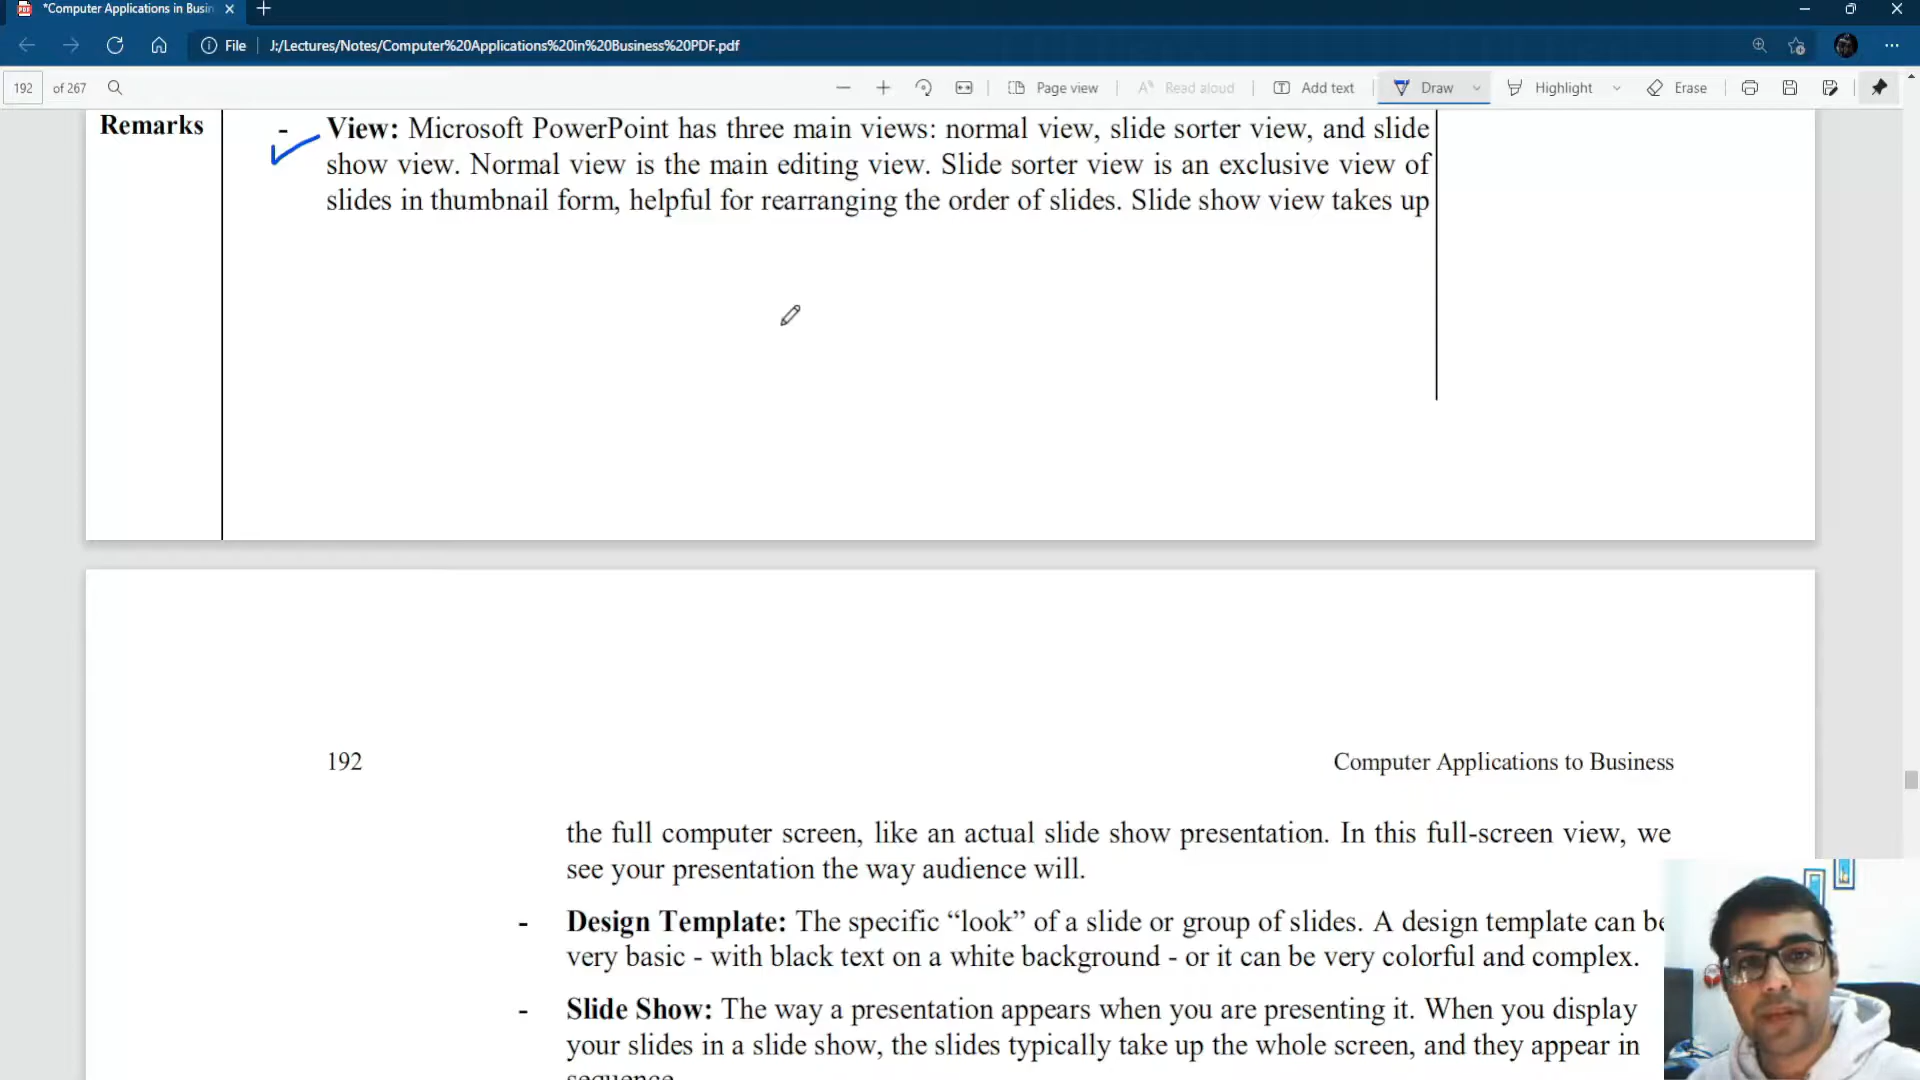 *Computer Applications in Busin
File
J:/Lectures/Notes/Computer%20Applications%20in%20Business%20PDF.pdf
192 of 267
Page view
Read aloud
Add text
Draw
Highlight
Erase
Remarks
- View: Microsoft PowerPoint has three main views: normal view, slide sorter view, and slide
show view. Normal view is the main editing view. Slide sorter view is an exclusive view of
slides in thumbnail form, helpful for rearranging the order of slides. Slide show view takes up
192
Computer Applications to Business
the full computer screen, like an actual slide show presentation. In this full-screen view, we
see your presentation the way audience will.
- Design Template: The specific “look” of a slide or group of slides. A design template can be
very basic - with black text on a white background - or it can be very colorful and complex.
- Slide Show: The way a presentation appears when you are presenting it. When you display
your slides in a slide show, the slides typically take up the whole screen, and they appear in
sequence.